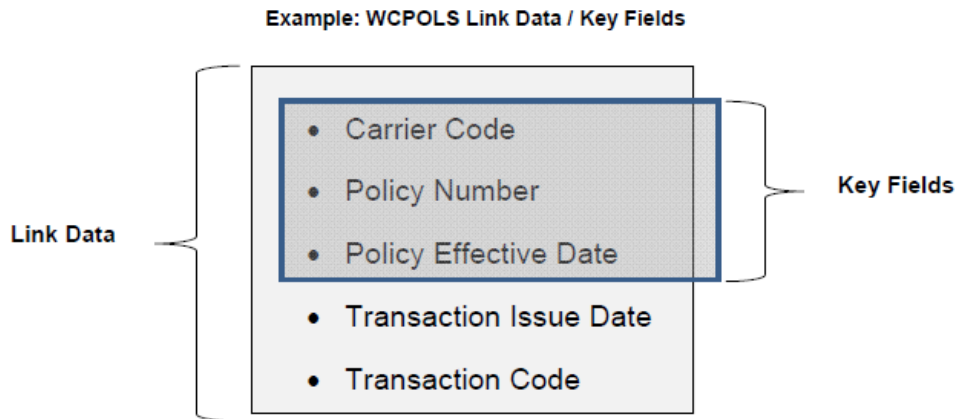 Example: WCPOLS Link Data / Key Fields
• Carrier Code
• Policy Number
Key Fields
Link Data
• Policy Effective Date
• Transaction Issue Date
• Transaction Code